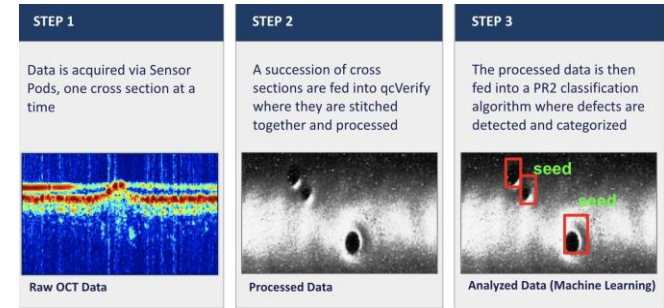 STEP 1
Data is acquired via Sensor
Pods, one cross section at a
time
Raw OCT Data
STEP 2
A succession of cross
sections are fed into qcVerify
where they are stitched
together and processed
Processed Data
STEP 3
The processed data is then
fed into a PR2 classification
algorithm where defects are
detected and categorized
seed
seed
Analyzed Data (Machine Learning)